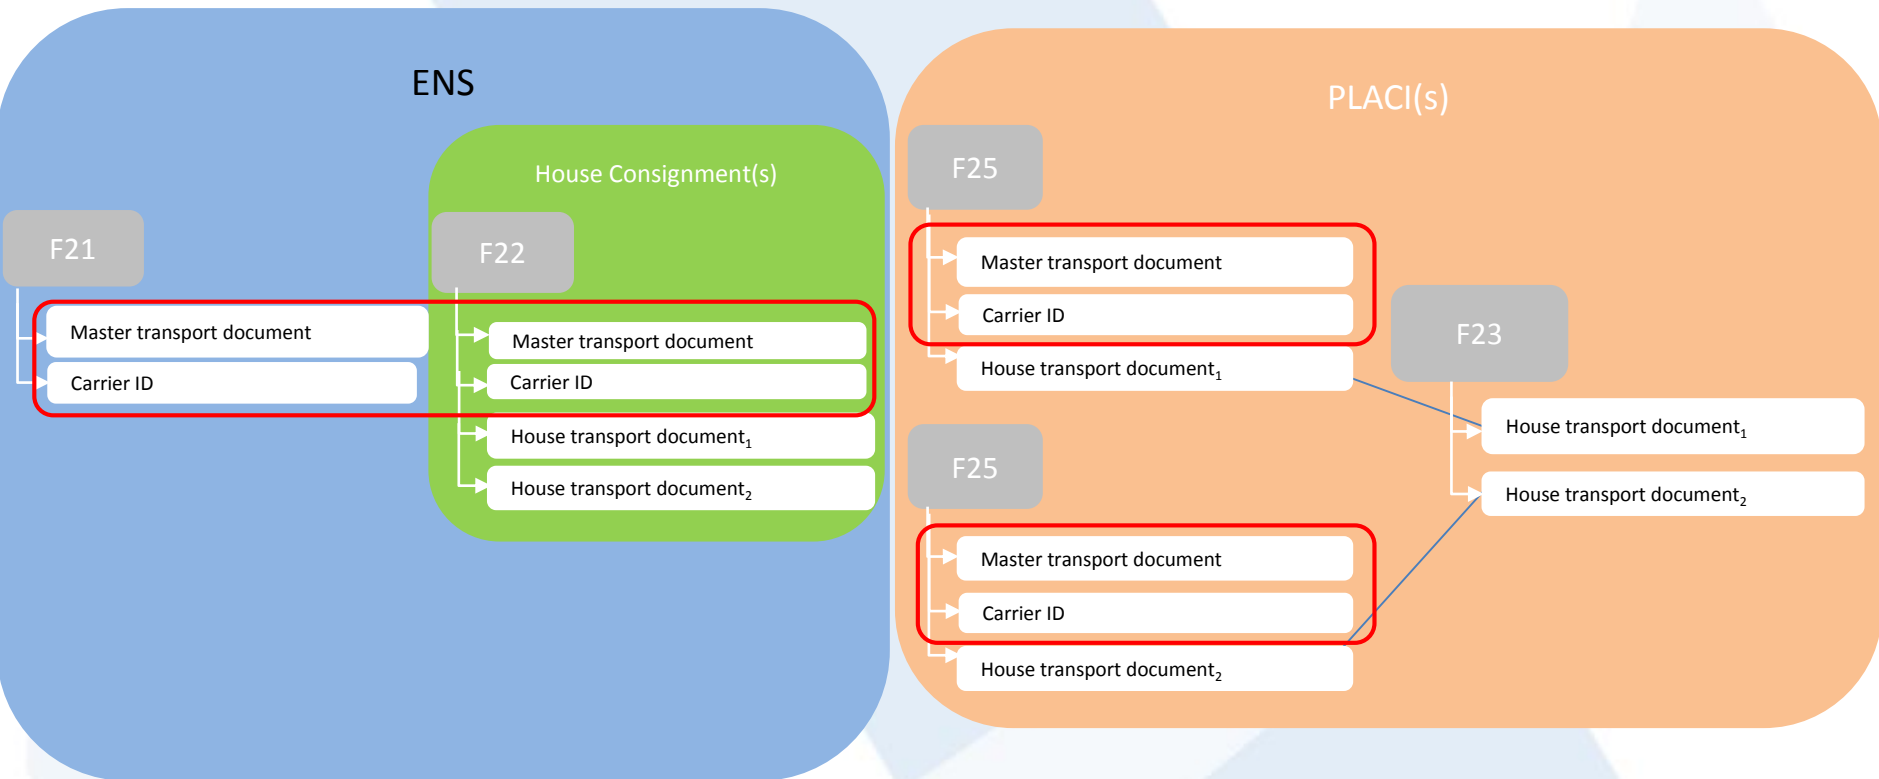 ENS
House Consignment(s)
F21
Master transport document
Carrier ID
F22
Master transport document
Carrier ID
House transport document₁
House transport document₂
PLACI(s)
F25
Master transport document
Carrier ID
House transport document₁
F25
Master transport document
Carrier ID
House transport document₂
F23
House transport document₁
House transport document₂